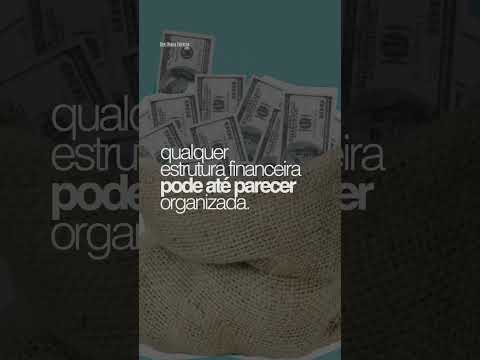 qualquer
estrutura financeira
pode até parecer
organizada.